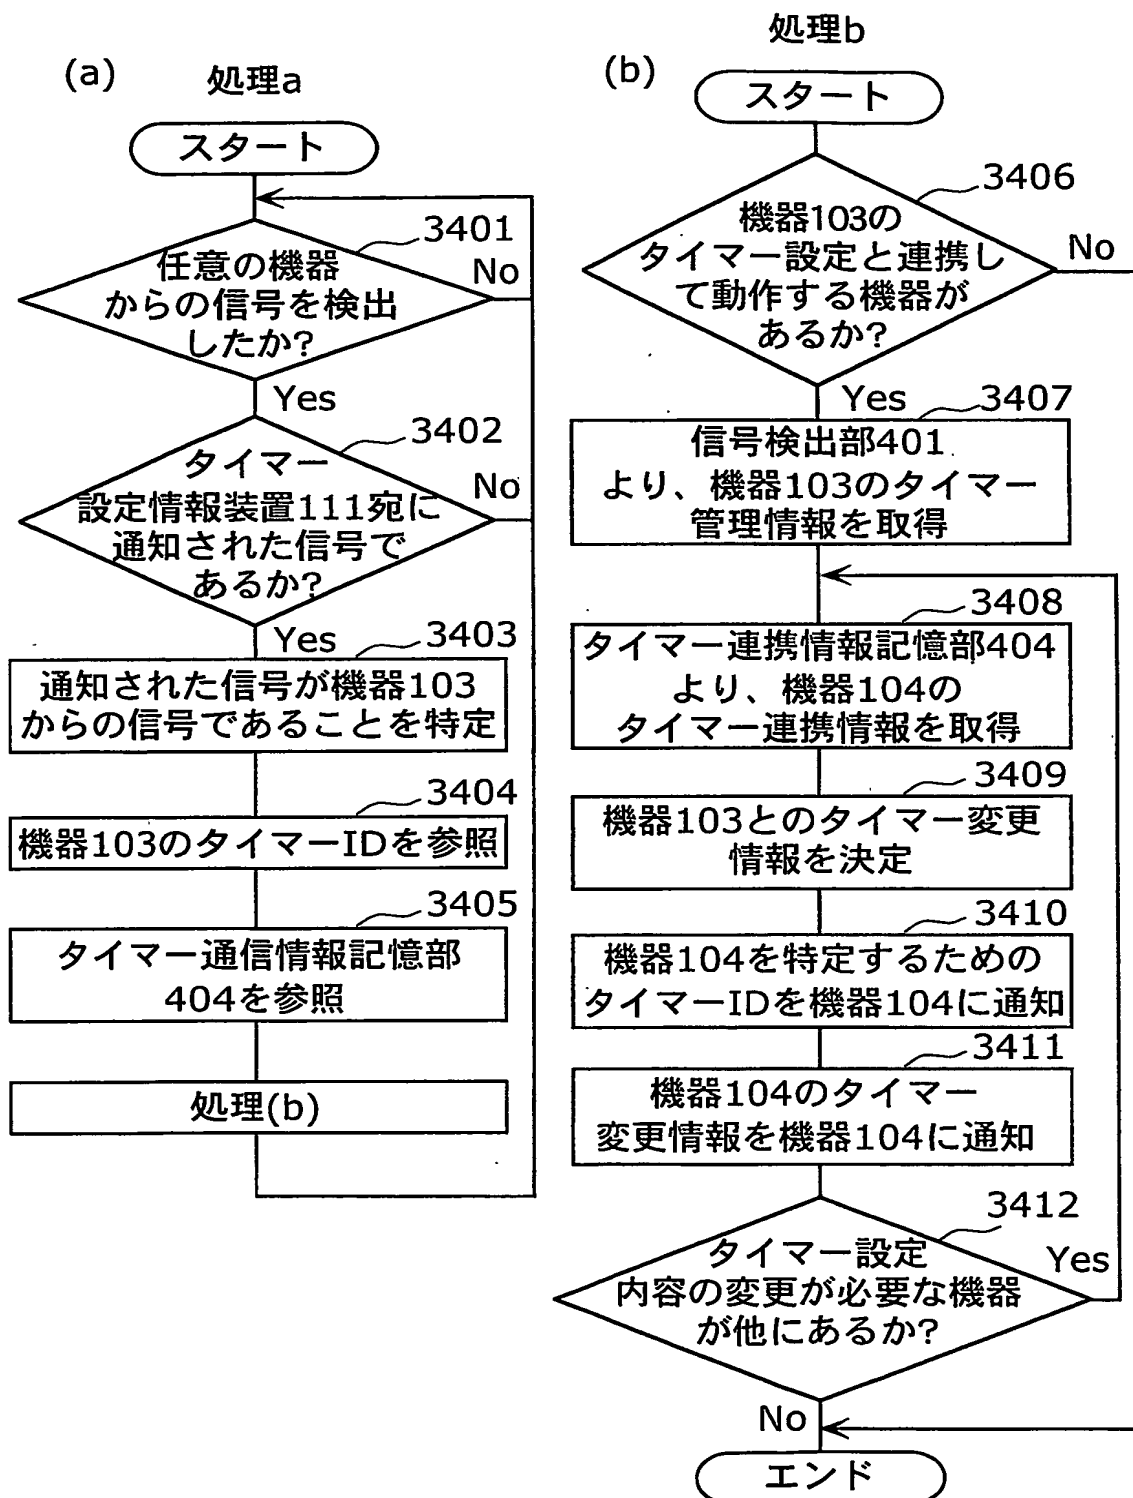 (a)
処理a
スタート
3401
任意の機器
からの信号を検出
したか?
No
Yes
3402
タイマー
設定情報装置111宛に
通知された信号で
あるか?
No
Yes
3403
通知された信号が機器103
からの信号であることを特定
3404
機器103のタイマーIDを参照
3405
タイマー通信情報記憶部
404を参照
処理(b)
処理b
(b)
スタート
3406
機器103の
タイマー設定と連携し
て動作する機器が
あるか?
No
Yes
3407
信号検出部401
より、機器103のタイマー
管理情報を取得
3408
タイマー連携情報記憶部404
より、機器104の
タイマー連携情報を取得
3409
機器103とのタイマー変更
情報を決定
3410
機器104を特定するための
タイマーIDを機器104に通知
3411
機器104のタイマー
変更情報を機器104に通知
3412
タイマー設定
内容の変更が必要な機器
が他にあるか?
Yes
No
エンド